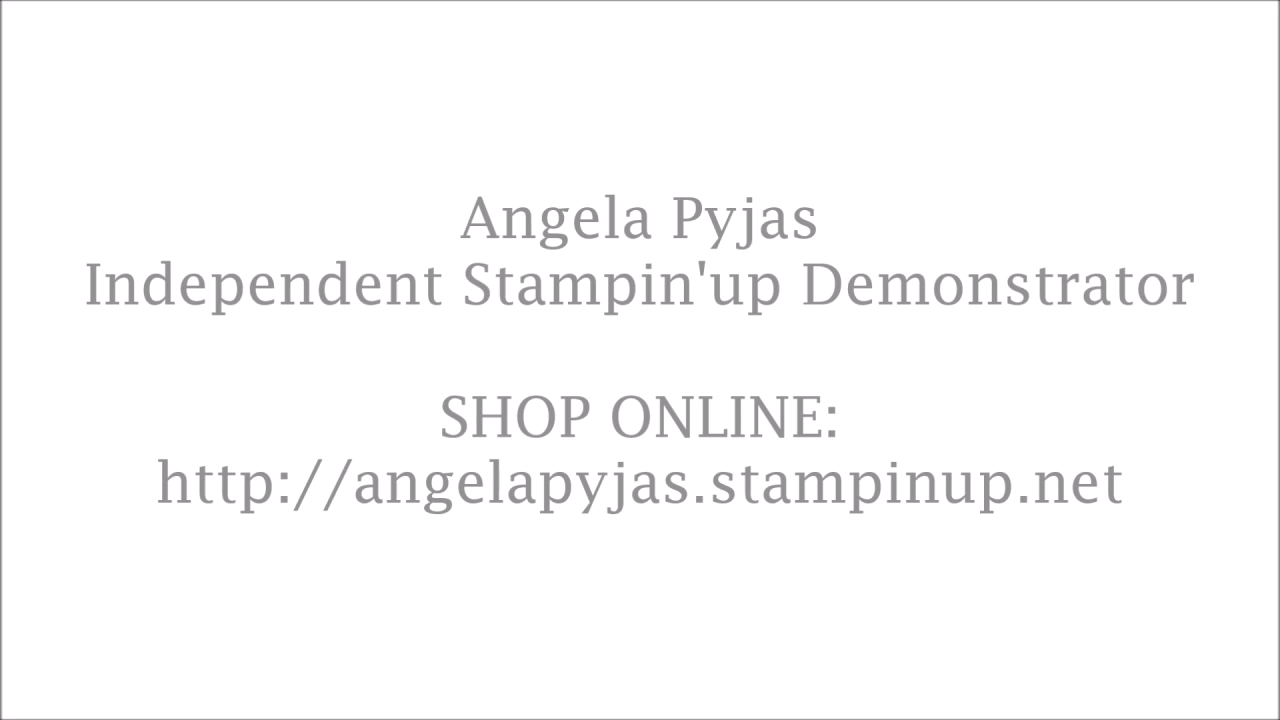 Angela Pyjas
Independent Stampin'up Demonstrator
SHOP ONLINE:
http://angelapyjas.stampinup.net